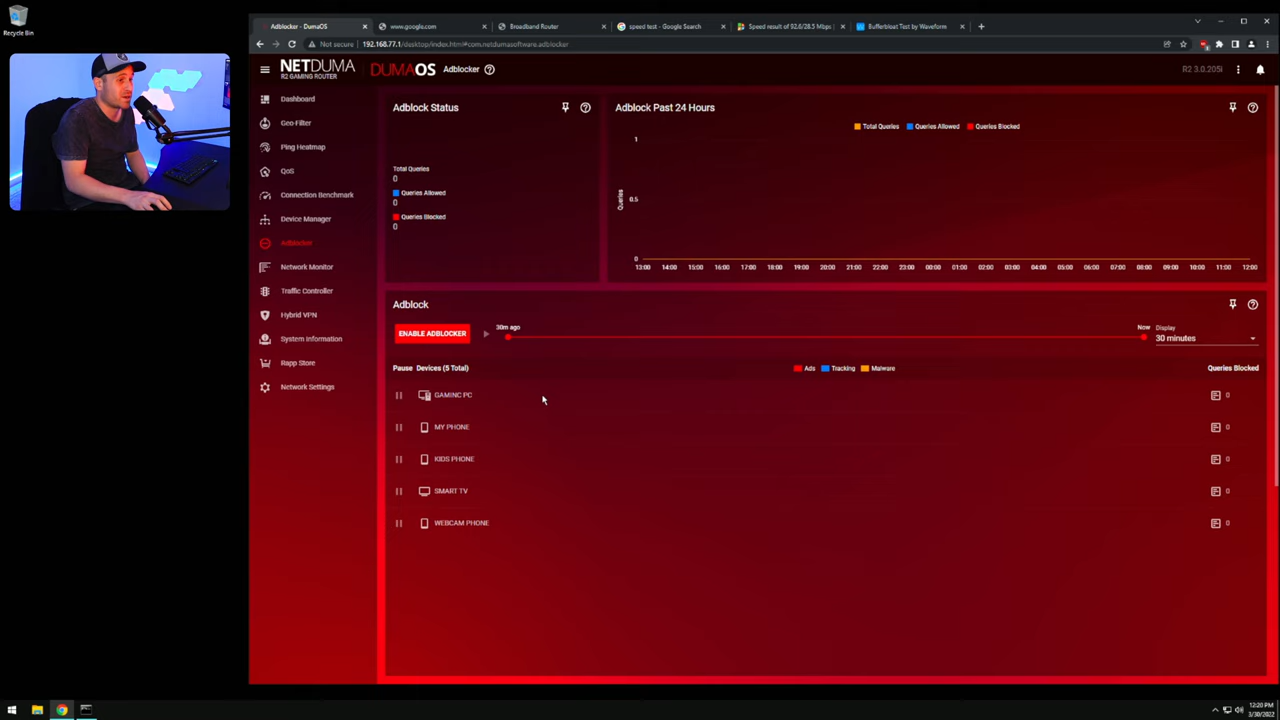 Recycle Bin
Adblocker - DumaOS
www.google.com
Broadband Router
speed test - Google Search
Speed result of 92.6/28.5 Mbps |
Bufferbloat Test by Waveform
Not secure | 192.168.77.1/desktop/index.html#com.netdumasoftware.adblocker
NETDUMA
R2 GAMING ROUTER
DUMAOS
Adblocker
R2 3.0.205i
Dashboard
Geo-Filter
Ping Heatmap
QoS
Connection Benchmark
Device Manager
Adblocker
Network Monitor
Traffic Controller
Hybrid VPN
System Information
Rapp Store
Network Settings
Adblock Status
Total Queries
0
Queries Allowed
0
Queries Blocked
0
Adblock Past 24 Hours
Total Queries Queries Allowed Queries Blocked
Queries
1
0.5
0
13:00 14:00 15:00 16:00 17:00 18:00 19:00 20:00 21:00 22:00 23:00 00:00 01:00 02:00 03:00 04:00 05:00 06:00 07:00 08:00 09:00 10:00 11:00 12:00
Adblock
ENABLE ADBLOCKER
30m ago
Now
Display
30 minutes
Pause Devices (5 Total)
Ads Tracking Malware
Queries Blocked
GAMINC PC
0
MY PHONE
0
KIDS PHONE
0
SMART TV
0
WEBCAM PHONE
0
12:20 PM
3/30/2022